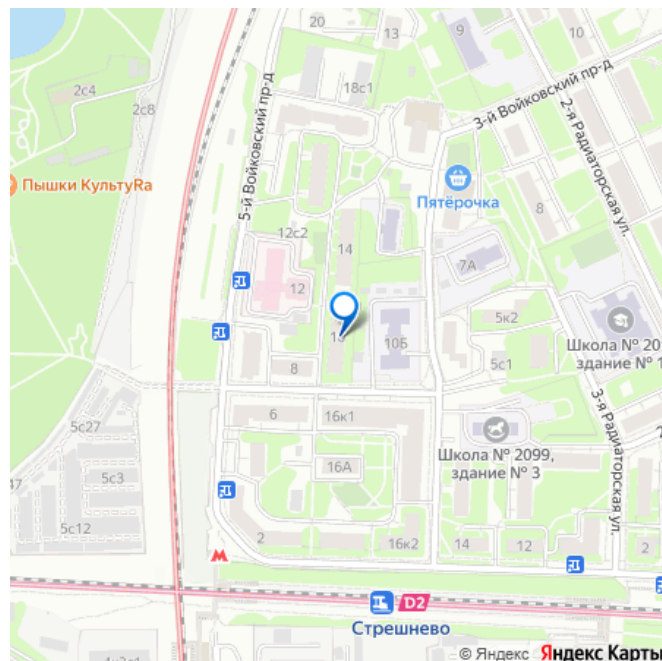 20
13
9
10
2с4
2с8
18с1
5-й Войковский пр-д
3-й Войковский пр-д
2-я Радиаторская ул.
Пышки КультуRa
Пятёрочка
8
12с2
14
7А
12
5к2
10Б
Школа № 20
здание № 1
8
5с1
6
16к1
3-я Радиаторская ул.
5с27
Школа № 2099,
здание № 3
47
5с3
16А
5с12
2
16к2
14
12
2
D2
Стрешнево
© Яндекс Яндекс Карты